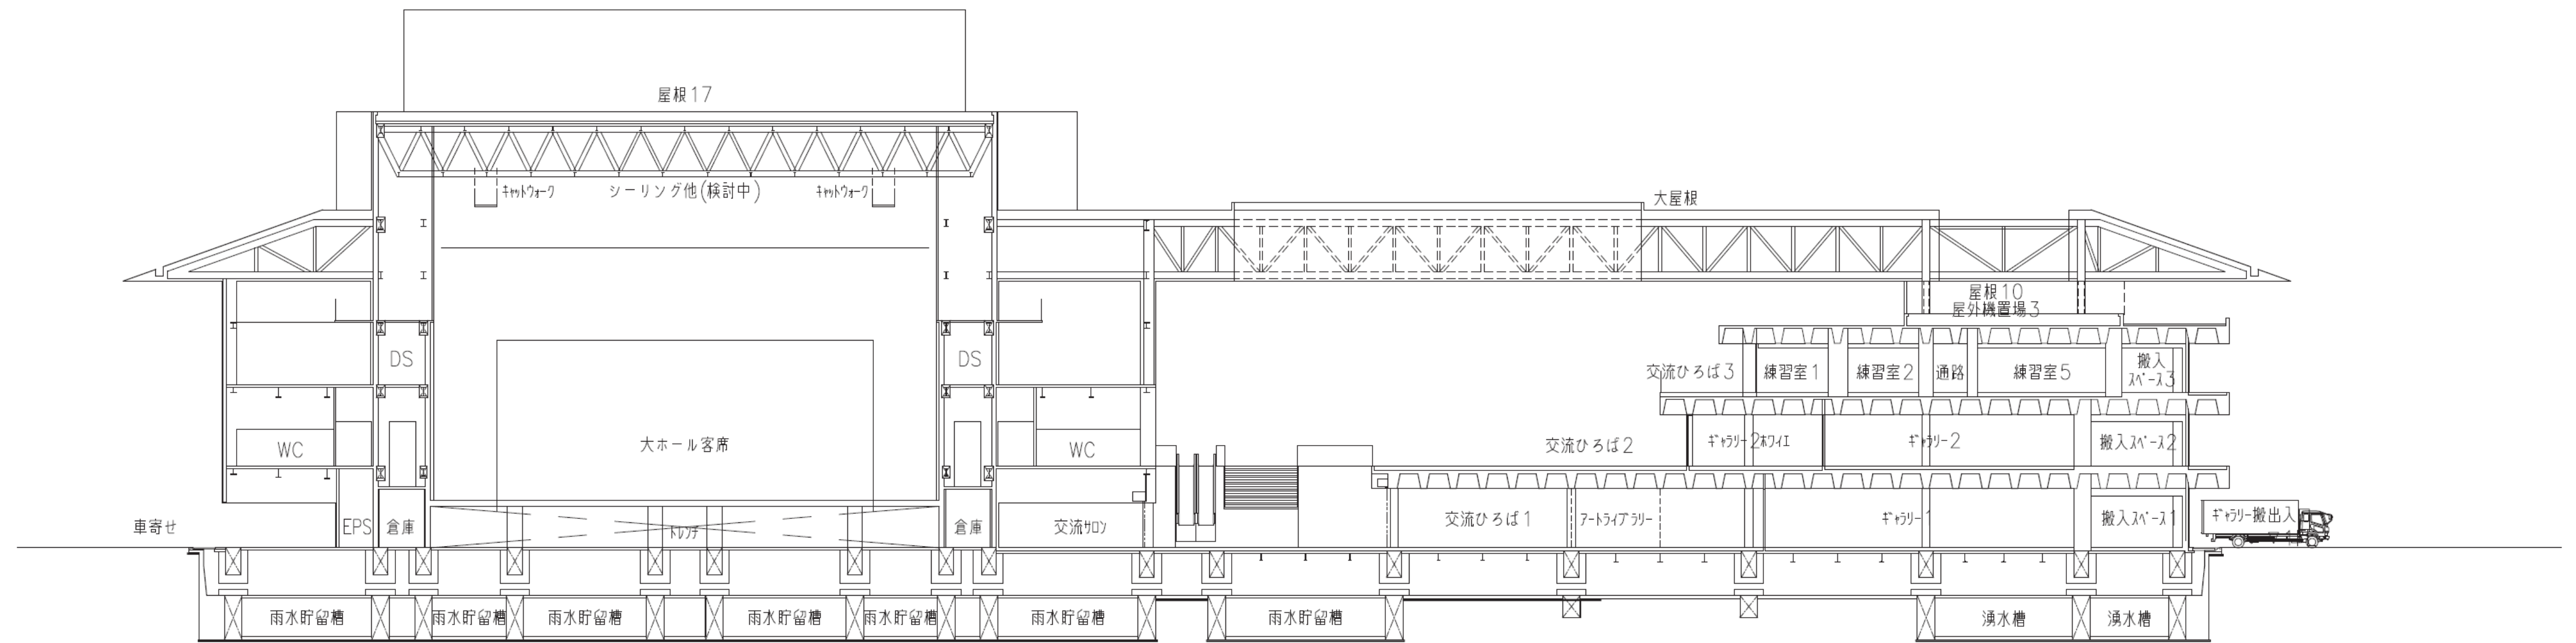 屋根17
キャットウォーク
シーリング他(検討中)
キャットウォーク
大屋根
屋根10
屋外機置場3
DS
DS
交流ひろば3
練習室1
練習室2
通路
練習室5
搬入
スペース3
WC
大ホール客席
WC
交流ひろば2
ギャラリー2ホワイエ
ギャラリー2
搬入スペース2
車寄せ
EPS
倉庫
トレンチ
倉庫
交流サロン
交流ひろば1
アートライブラリー
ギャラリー1
搬入スペース1
ギャラリー搬出入
雨水貯留槽
雨水貯留槽
雨水貯留槽
雨水貯留槽
雨水貯留槽
雨水貯留槽
雨水貯留槽
湧水槽
湧水槽